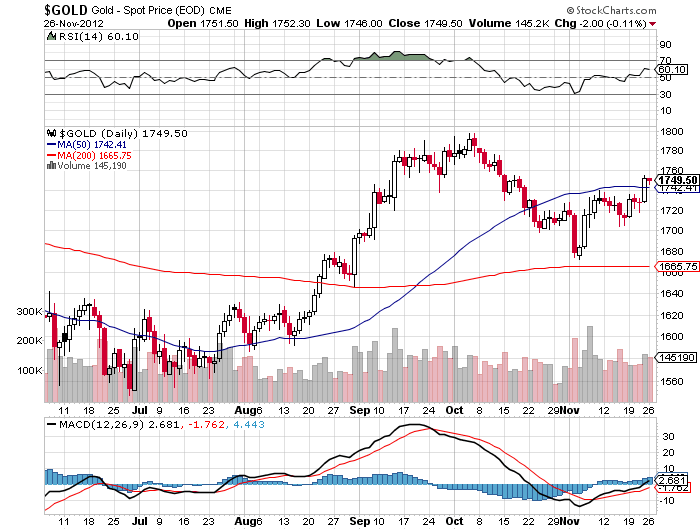 $GOLD Gold - Spot Price (EOD) CME © StockCharts.com
26-Nov-2012 Open 1751.50 High 1752.30 Low 1746.00 Close 1749.50 Volume 145.2K Chg -2.00 (-0.11%)
RSI(14) 60.10
90
70
60.10
50
30
10
$GOLD (Daily) 1749.50
MA(50) 1742.41
MA(200) 1665.75
Volume 145,190
1800
1780
1760
1749.50
1742.41
1720
1700
1680
1665.75
1660
1640
1620
1600
1580
1560
145190
300K
200K
100K
11 18 25 Jul 9 16 23 Aug 6 13 20 27 Sep 10 17 24 Oct 8 15 22 29 Nov 12 19 26
MACD(12,26,9) 2.681, -1.762, 4.443
30
20
10
2.681
-1.762
-10
11 18 25 Jul 9 16 23 Aug 6 13 20 27 Sep 10 17 24 Oct 8 15 22 29 Nov 12 19 26